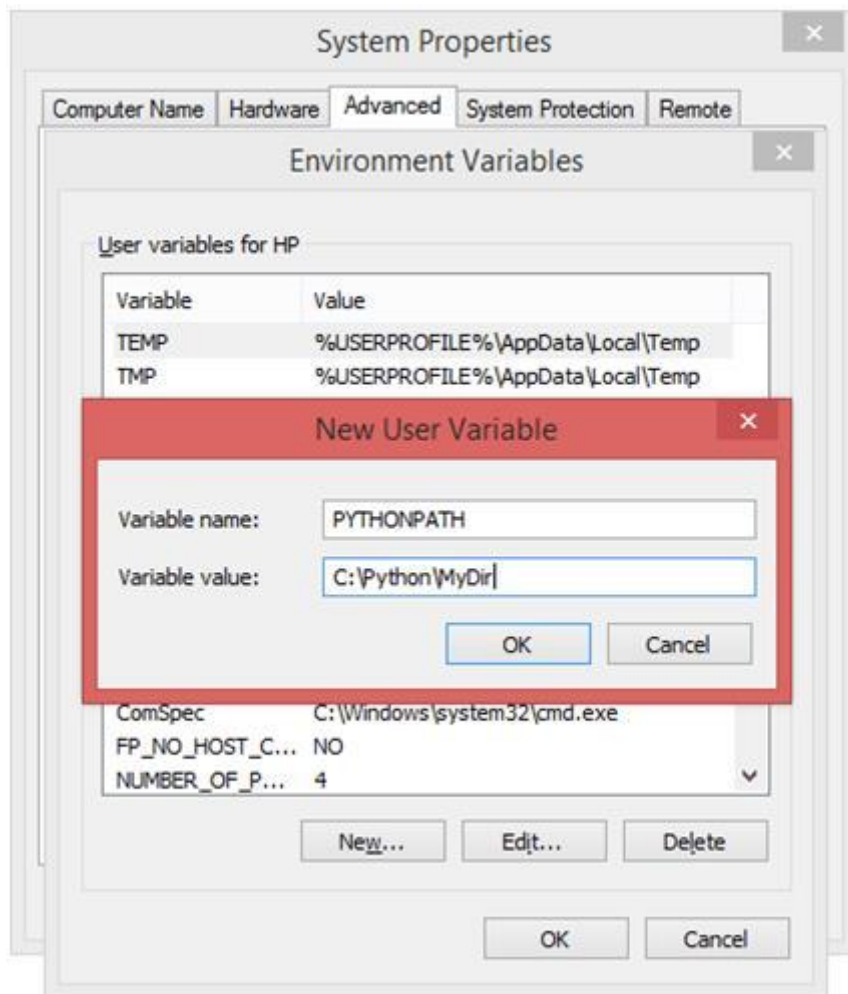 System Properties
Computer Name Hardware Advanced System Protection Remote
Environment Variables
User variables for HP
Variable Value
TEMP %USERPROFILE%\AppData\Local\Temp
TMP %USERPROFILE%\AppData\Local\Temp
New User Variable
Variable name: PYTHONPATH
Variable value: C:\Python\MyDir
OK Cancel
ComSpec C:\Windows\system32\cmd.exe
FP_NO_HOST_C... NO
NUMBER_OF_P... 4
New... Edit... Delete
OK Cancel